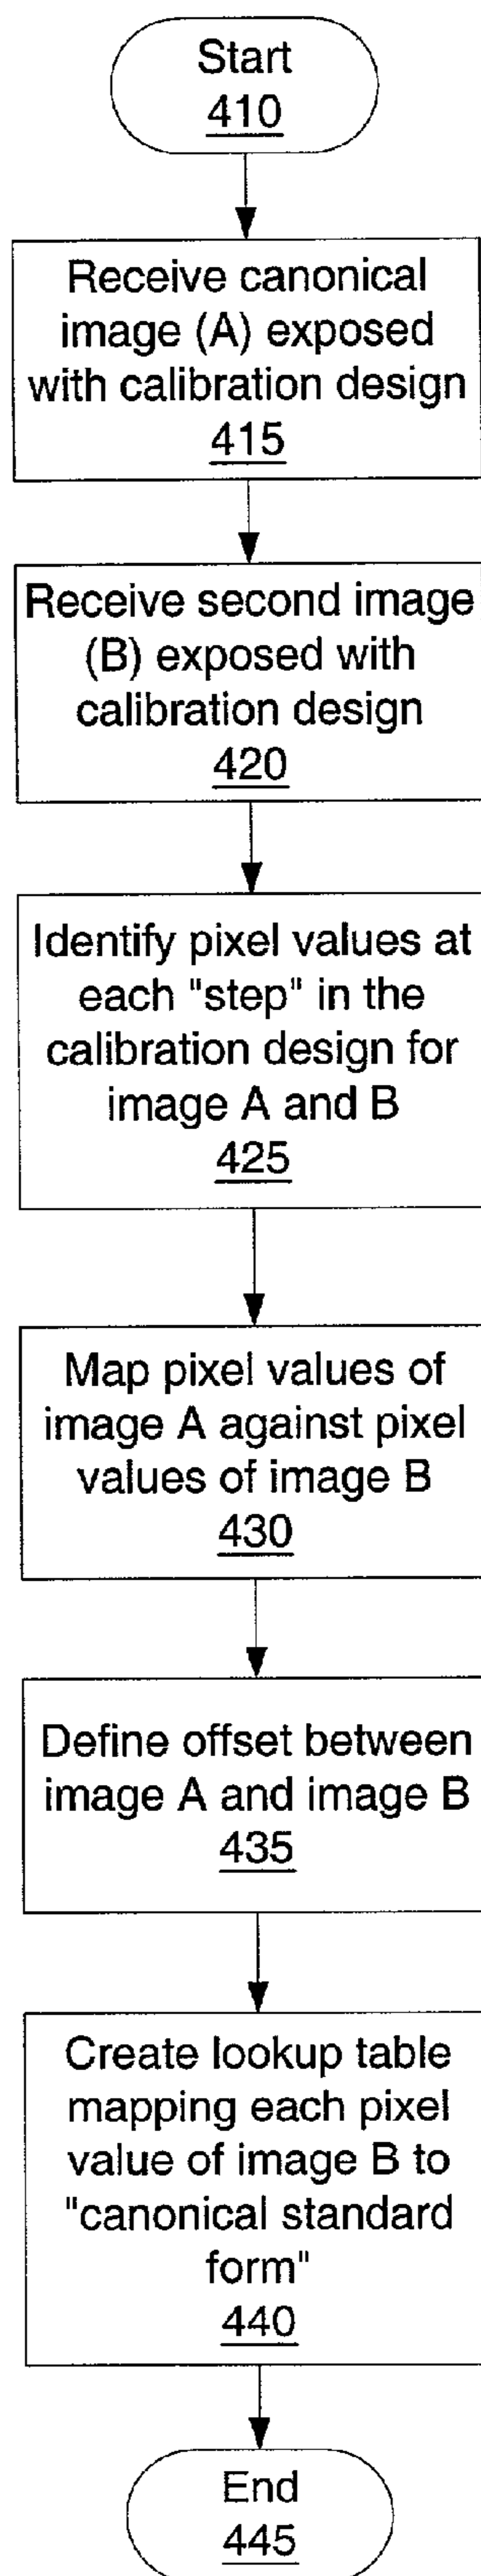 Start
410
Receive canonical
image (A) exposed
with calibration design
415
Receive second image
(B) exposed with
calibration design
420
Identify pixel values at
each "step" in the
calibration design for
image A and B
425
Map pixel values of
image A against pixel
values of image B
430
Define offset between
image A and image B
435
Create lookup table
mapping each pixel
value of image B to
"canonical standard
form"
440
End
445